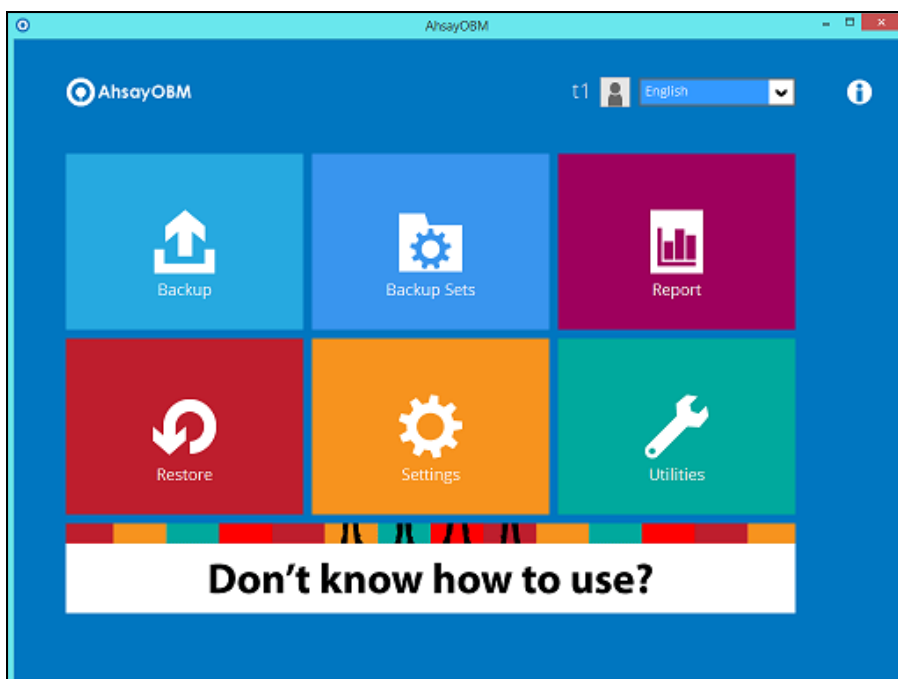 AhsayOBM
AhsayOBM
t1
English
Backup
Backup Sets
Report
Restore
Settings
Utilities
Don't know how to use?